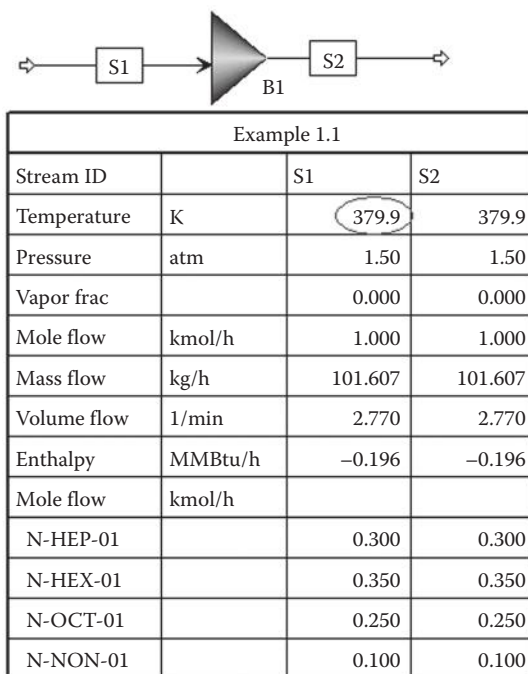 S1
S2
B1
Example 1.1
Stream ID S1 S2
Temperature K 379.9 379.9
Pressure atm 1.50 1.50
Vapor frac 0.000 0.000
Mole flow kmol/h 1.000 1.000
Mass flow kg/h 101.607 101.607
Volume flow 1/min 2.770 2.770
Enthalpy MMBtu/h –0.196 –0.196
Mole flow kmol/h
N-HEP-01 0.300 0.300
N-HEX-01 0.350 0.350
N-OCT-01 0.250 0.250
N-NON-01 0.100 0.100